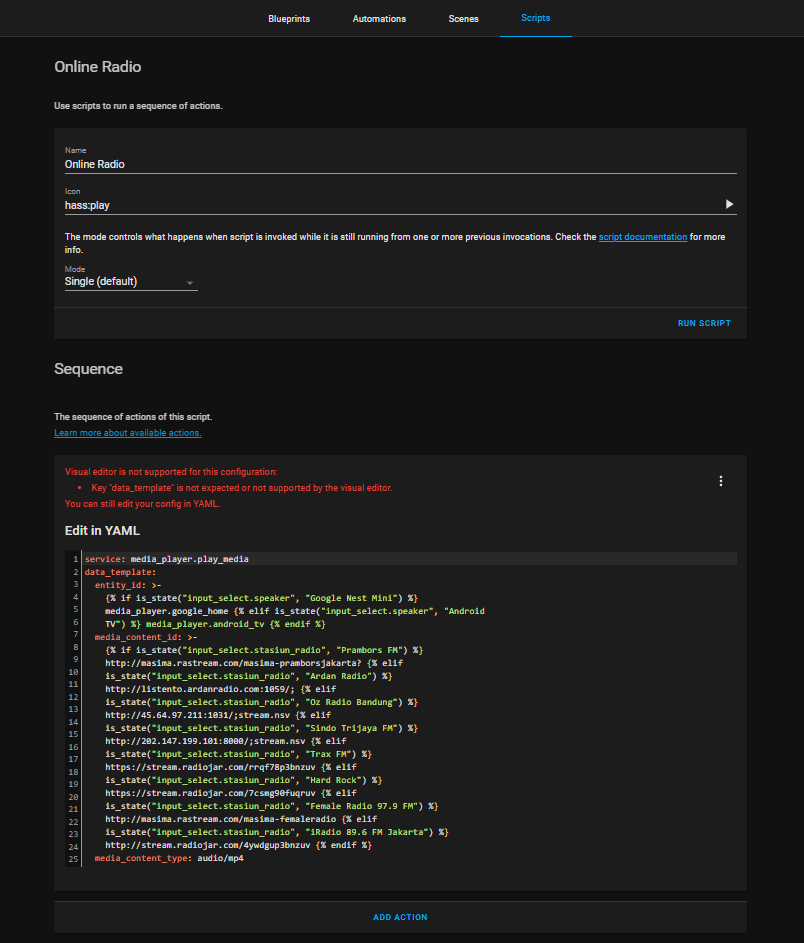 Blueprints Automations Scenes Scripts
Online Radio
Use scripts to run a sequence of actions.
Name
Online Radio
Icon
hass:play
The mode controls what happens when script is invoked while it is still running from one or more previous invocations. Check the script documentation for more
info.
Mode
Single (default)
RUN SCRIPT
Sequence
The sequence of actions of this script.
Learn more about available actions.
Visual editor is not supported for this configuration:
• Key "data_template" is not expected or not supported by the visual editor.
You can still edit your config in YAML.
Edit in YAML
1 service: media_player.play_media
2 data_template:
3 entity_id: >-
4 {% if is_state("input_select.speaker", "Google Nest Mini") %}
5 media_player.google_home {% elif is_state("input_select.speaker", "Android
6 TV") %} media_player.android_tv {% endif %}
7 media_content_id: >-
8 {% if is_state("input_select.stasiun_radio", "Prambors FM") %}
9 http://masima.rastream.com/masima-pramborsjakarta? {% elif
10 is_state("input_select.stasiun_radio", "Ardan Radio") %}
11 http://listento.ardanradio.com:1059/; {% elif
12 is_state("input_select.stasiun_radio", "Oz Radio Bandung") %}
13 http://45.64.97.211:1031/;stream.nsv {% elif
14 is_state("input_select.stasiun_radio", "Sindo Trijaya FM") %}
15 http://202.147.199.101:8000/;stream.nsv {% elif
16 is_state("input_select.stasiun_radio", "Trax FM") %}
17 https://stream.radiojar.com/rrqf78p3bnzuv {% elif
18 is_state("input_select.stasiun_radio", "Hard Rock") %}
19 https://stream.radiojar.com/7csmg90fuqruv {% elif
20 is_state("input_select.stasiun_radio", "Female Radio 97.9 FM") %}
21 http://masima.rastream.com/masima-femaleradio {% elif
22 is_state("input_select.stasiun_radio", "iRadio 89.6 FM Jakarta") %}
23 http://stream.radiojar.com/4ywdgup3bnzuv {% endif %}
24 media_content_type: audio/mp4
25
ADD ACTION